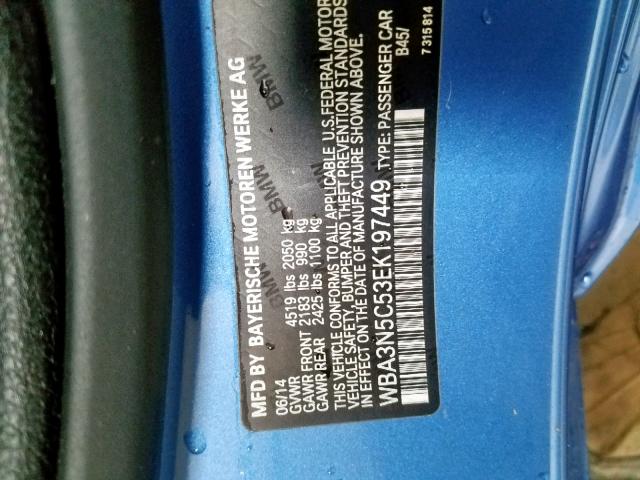 MFD BY BAYERISCHE MOTOREN WERKE AG
06/14
GVWR 4519 lbs 2050 kg
GAWR FRONT 2183 lbs 990 kg
GAWR REAR 2425 lbs 1100 kg
THIS VEHICLE CONFORMS TO ALL APPLICABLE U.S.FEDERAL MOTOR
VEHICLE SAFETY, BUMPER AND THEFT PREVENTION STANDARDS
IN EFFECT ON THE DATE OF MANUFACTURE SHOWN ABOVE.
WBA3N5C53EK197449 TYPE: PASSENGER CAR
B45/
7 315 814
BMW
BMW
BMW